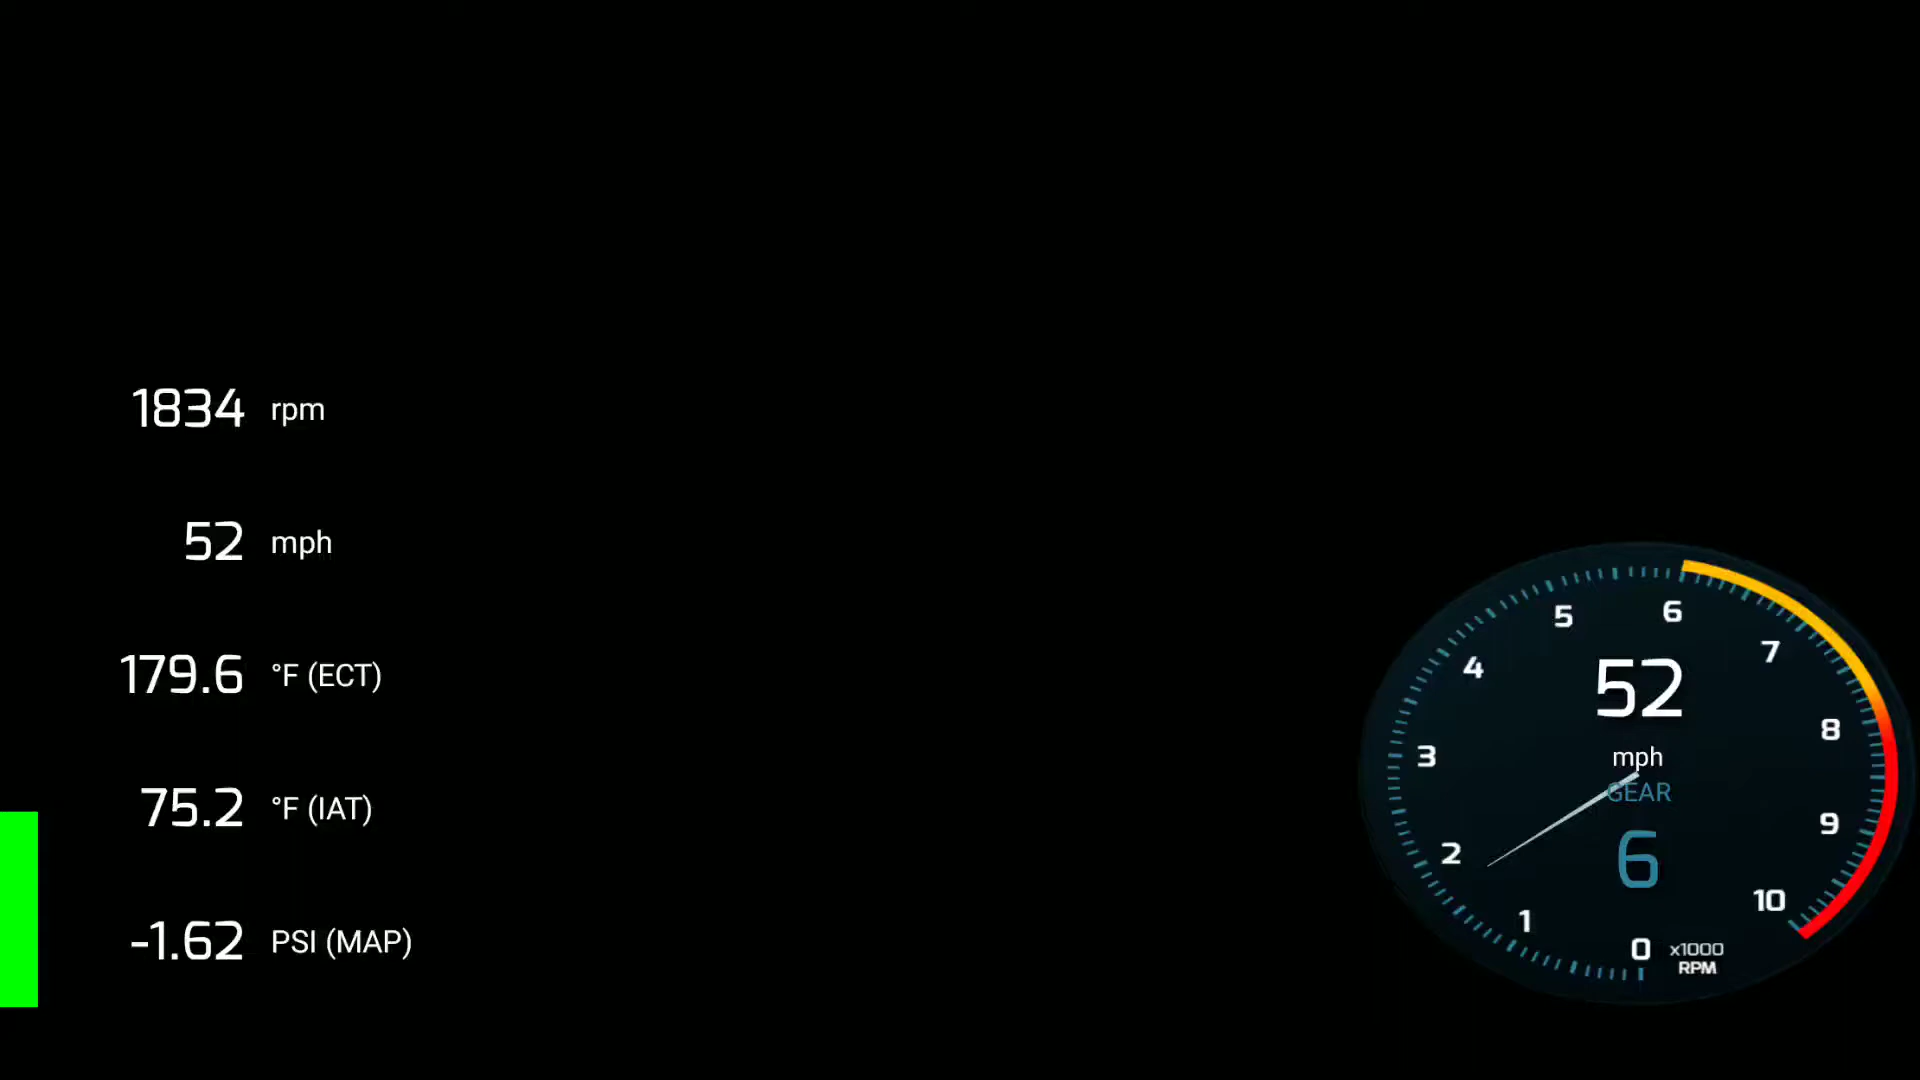 1834 rpm
52 mph
179.6 °F (ECT)
75.2 °F (IAT)
-1.62 PSI (MAP)
5 6
4 7
52
3 8
mph
GEAR
2 9
6
1 10
0 x1000
RPM